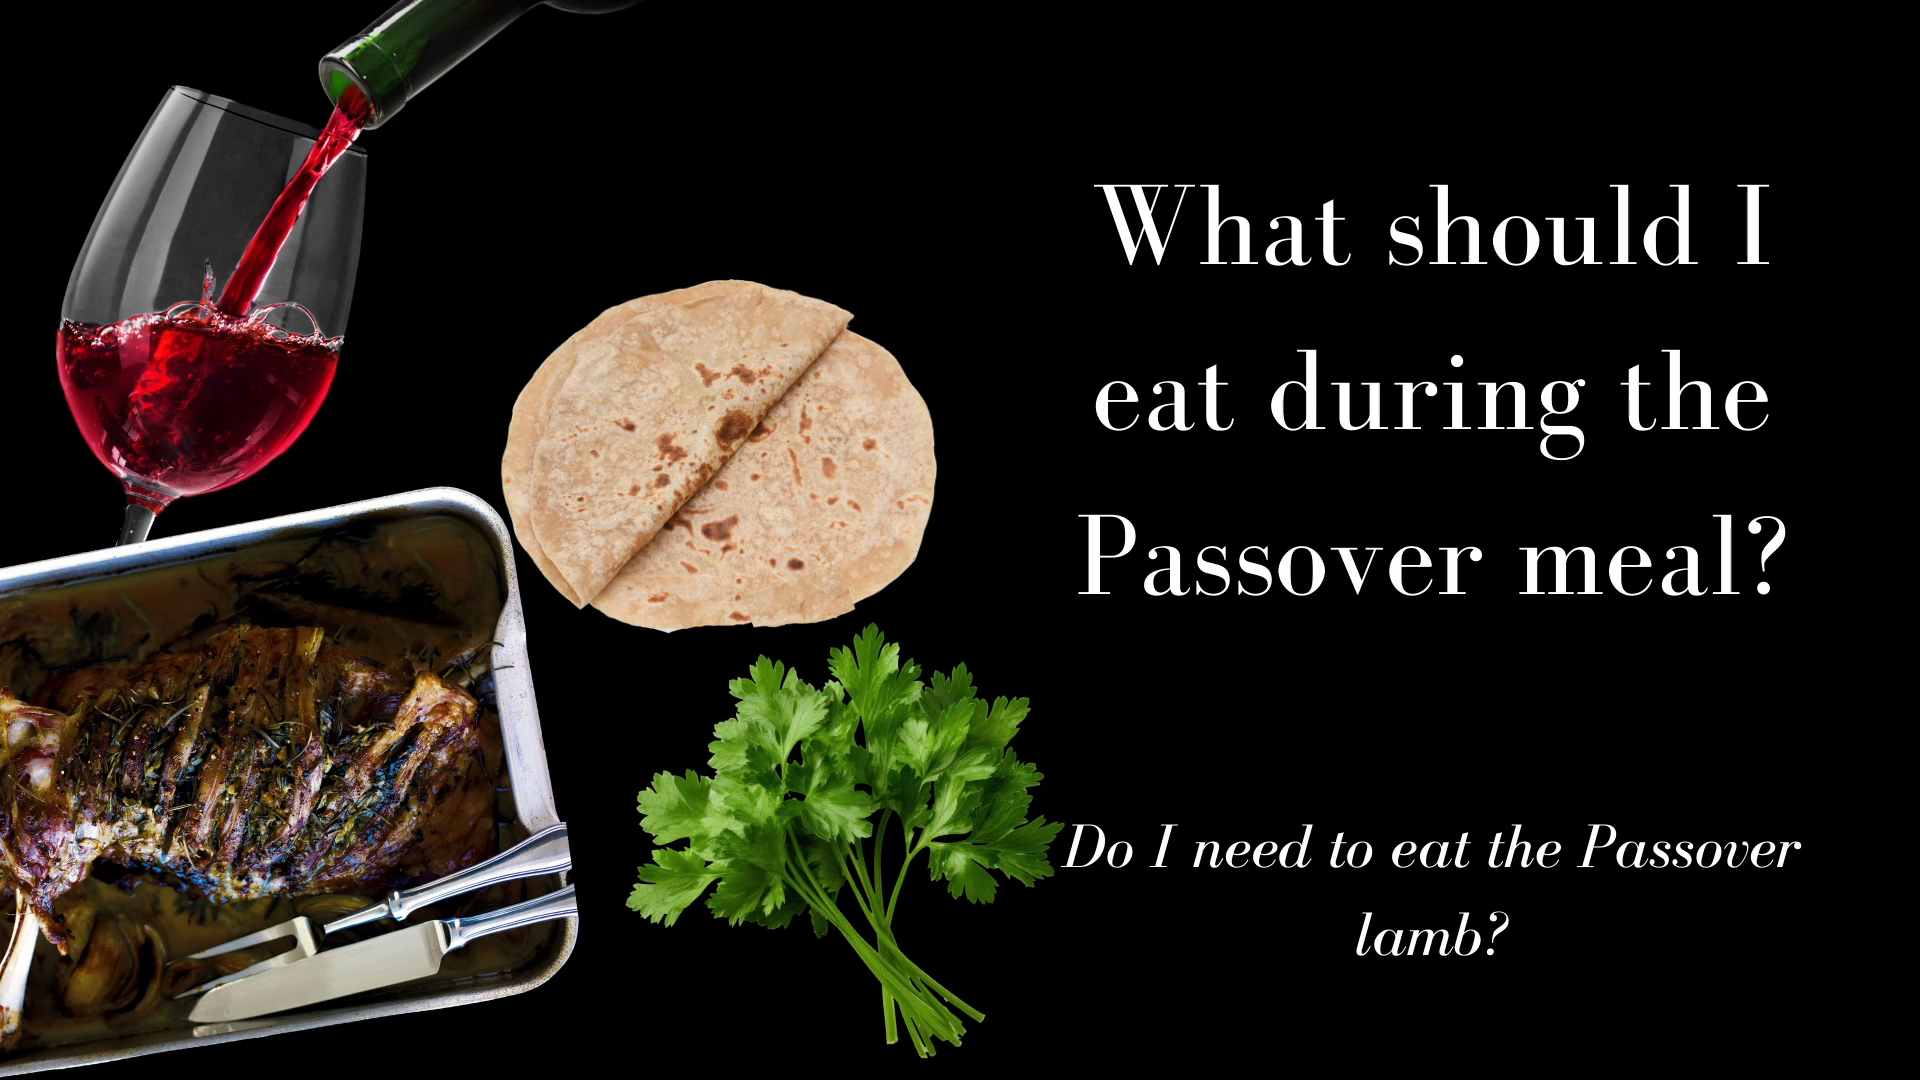 What should I
eat during the
Passover meal?
Do I need to eat the Passover
lamb?